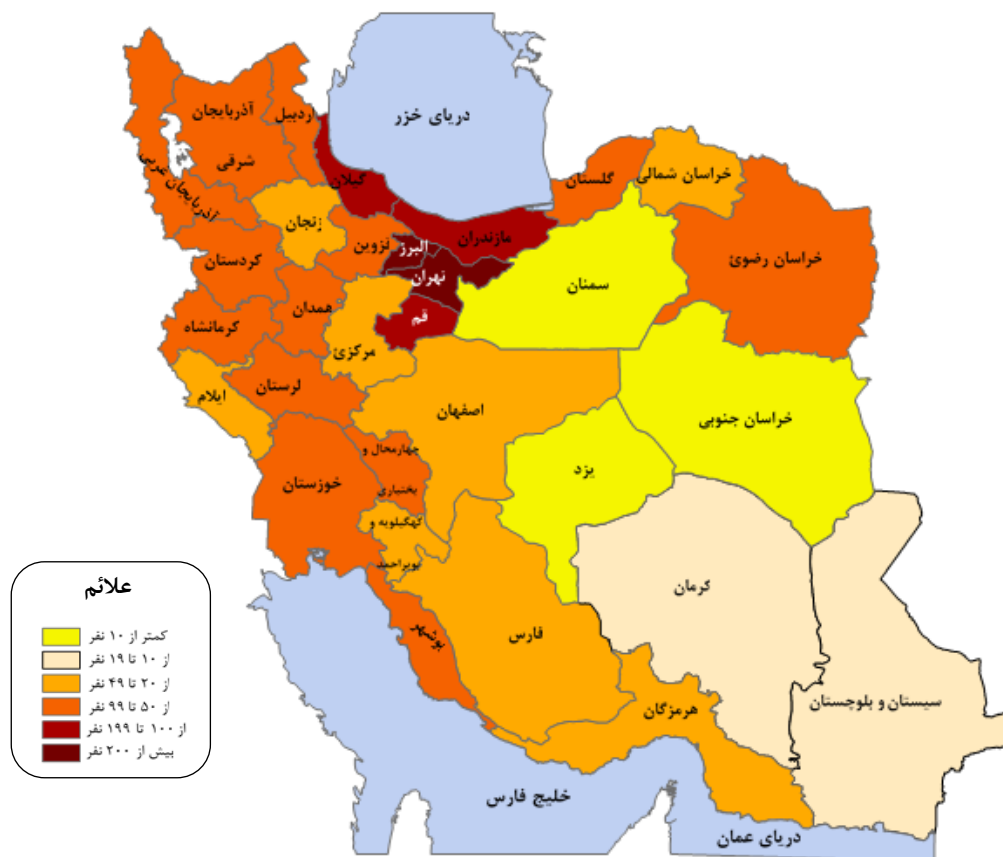 دریای خزر
آذربایجان
شرقی
اردبیل
آذربایجان غربی
گیلان
زنجان
مازندران
گلستان
خراسان شمالی
خراسان رضوئ
کردستان
قزوین
البرز
تهران
سمنان
همدان
کرمانشاه
قم
مرکزئ
لرستان
ایلام
اصفهان
خراسان جنوبی
یزد
چهارمحال و
بختیاری
خوزستان
کهگیلویه و
بویراحمد
کرمان
فارس
بوشهر
سیستان و بلوچستان
هرمزگان
خلیج فارس
دریای عمان
علائم
کمتر از ۱۰ نفر
از ۱۰ تا ۱۹ نفر
از ۲۰ تا ۴۹ نفر
از ۵۰ تا ۹۹ نفر
از ۱۰۰ تا ۱۹۹ نفر
بیش از ۲۰۰ نفر